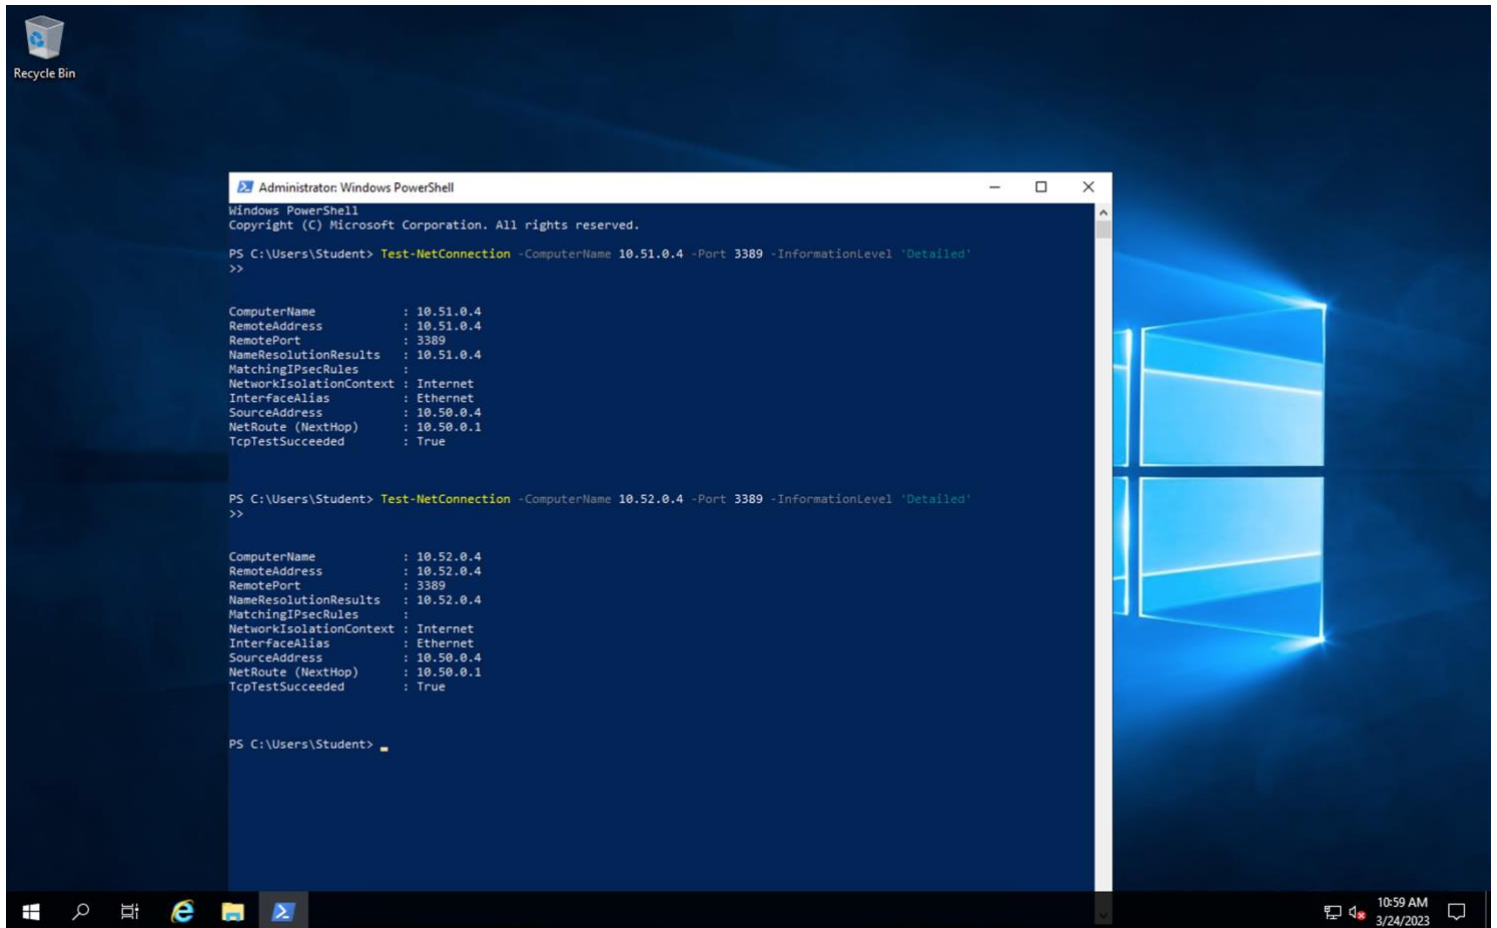 Recycle Bin
Administrator: Windows PowerShell
Windows PowerShell
Copyright (C) Microsoft Corporation. All rights reserved.
PS C:\Users\Student> Test-NetConnection -ComputerName 10.51.0.4 -Port 3389 -InformationLevel 'Detailed'
>>
ComputerName : 10.51.0.4
RemoteAddress : 10.51.0.4
RemotePort : 3389
NameResolutionResults : 10.51.0.4
MatchingIPsecRules :
NetworkIsolationContext : Internet
InterfaceAlias : Ethernet
SourceAddress : 10.50.0.4
NetRoute (NextHop) : 10.50.0.1
TcpTestSucceeded : True
PS C:\Users\Student> Test-NetConnection -ComputerName 10.52.0.4 -Port 3389 -InformationLevel 'Detailed'
>>
ComputerName : 10.52.0.4
RemoteAddress : 10.52.0.4
RemotePort : 3389
NameResolutionResults : 10.52.0.4
MatchingIPsecRules :
NetworkIsolationContext : Internet
InterfaceAlias : Ethernet
SourceAddress : 10.50.0.4
NetRoute (NextHop) : 10.50.0.1
TcpTestSucceeded : True
PS C:\Users\Student>
10:59 AM
3/24/2023